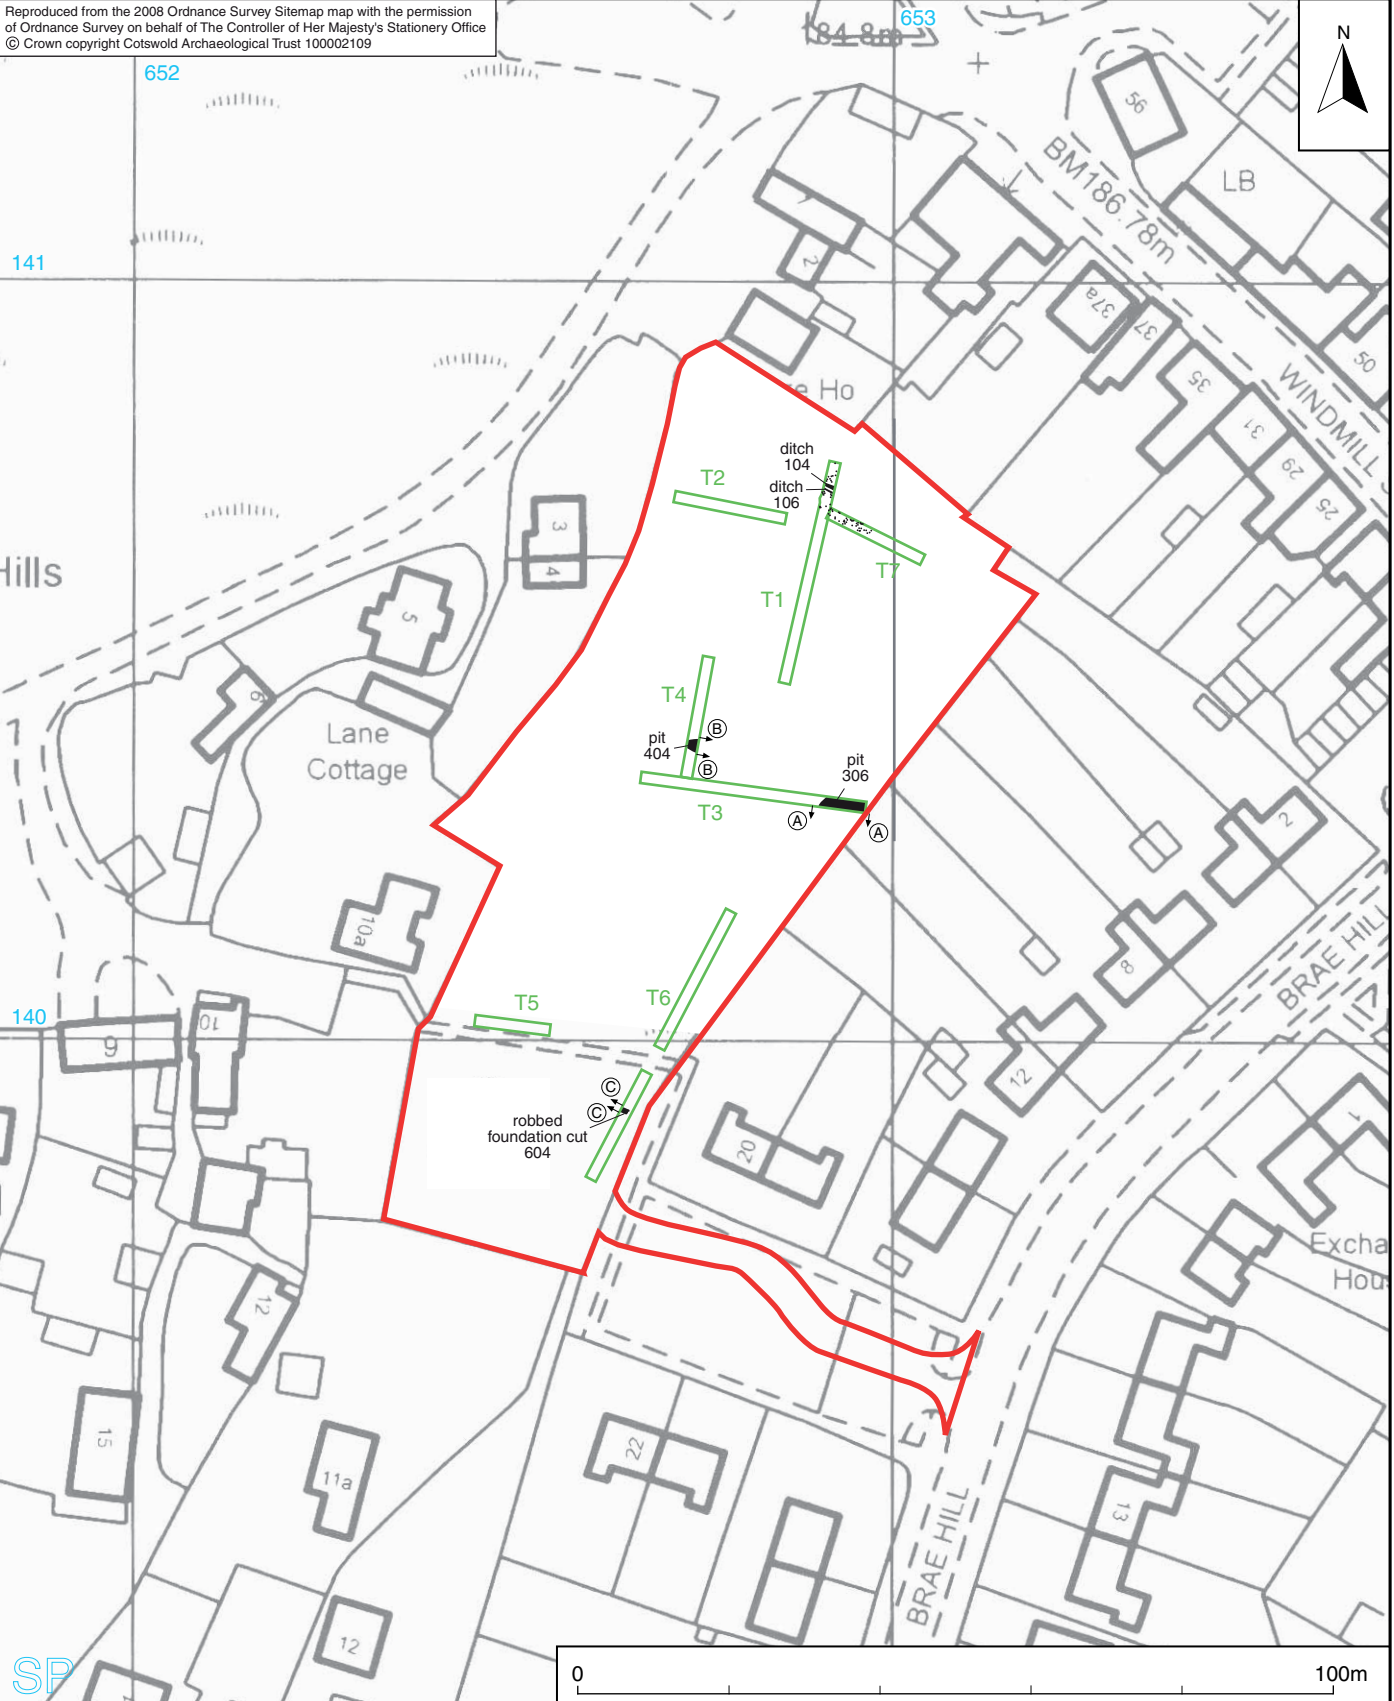 Reproduced from the 2008 Ordnance Survey Sitemap map with the permission
of Ordnance Survey on behalf of The Controller of Her Majesty's Stationery Office
© Crown copyright Cotswold Archaeological Trust 100002109
652
653
184.8m
N
56
BM186.78m
LB
141
2
37a
37
35
31
29
25
50
WINDMILL
Ho
ditch
104
ditch
106
T2
T7
T1
3
4
5
6
Hills
Lane
Cottage
T4
pit
404
B
B
pit
306
T3
A
A
2
8
12
BRAE HILL
17
10a
T5
T6
140
9
10
C
C
robbed
foundation cut
604
20
1
Excha
Hou
12
15
11a
22
13
12
BRAE HILL
SP
0
100m